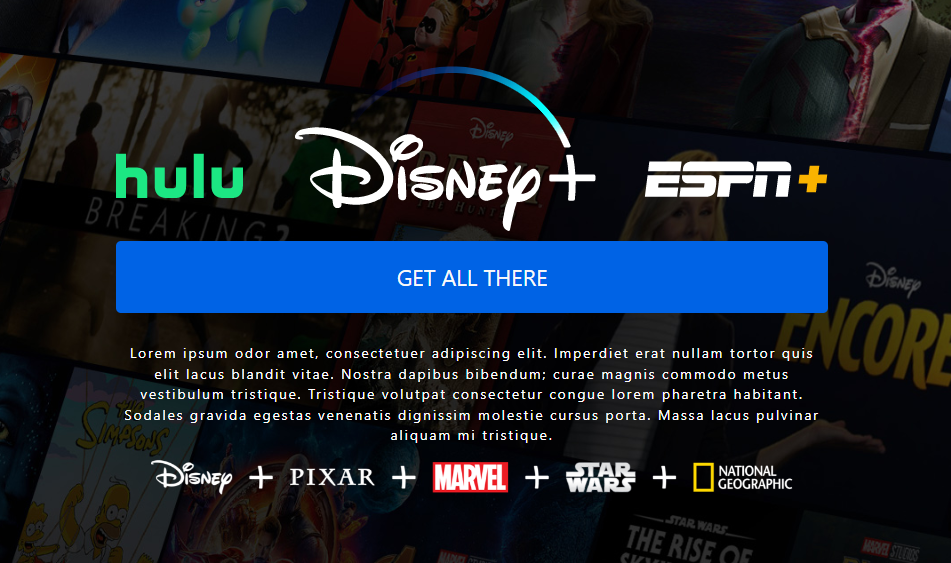 hulu
Disney+
ESPN+
Disney
BREAKING 2
The Hunt
GET ALL THERE
Disney
ENCORE
Lorem ipsum odor amet, consectetuer adipiscing elit. Imperdiet erat nullam tortor quis
elit lacus blandit vitae. Nostra dapibus bibendum; curae magnis commodo metus
vestibulum tristique. Tristique volutpat consectetur congue lorem pharetra habitant.
Sodales gravida egestas venenatis dignissim molestie cursus porta. Massa lacus pulvinar
aliquam mi tristique.
The SIMPSONS
Disney + PIXAR + MARVEL + STAR WARS + NATIONAL GEOGRAPHIC
STAR WARS
THE RISE OF
MARVEL STUDIOS